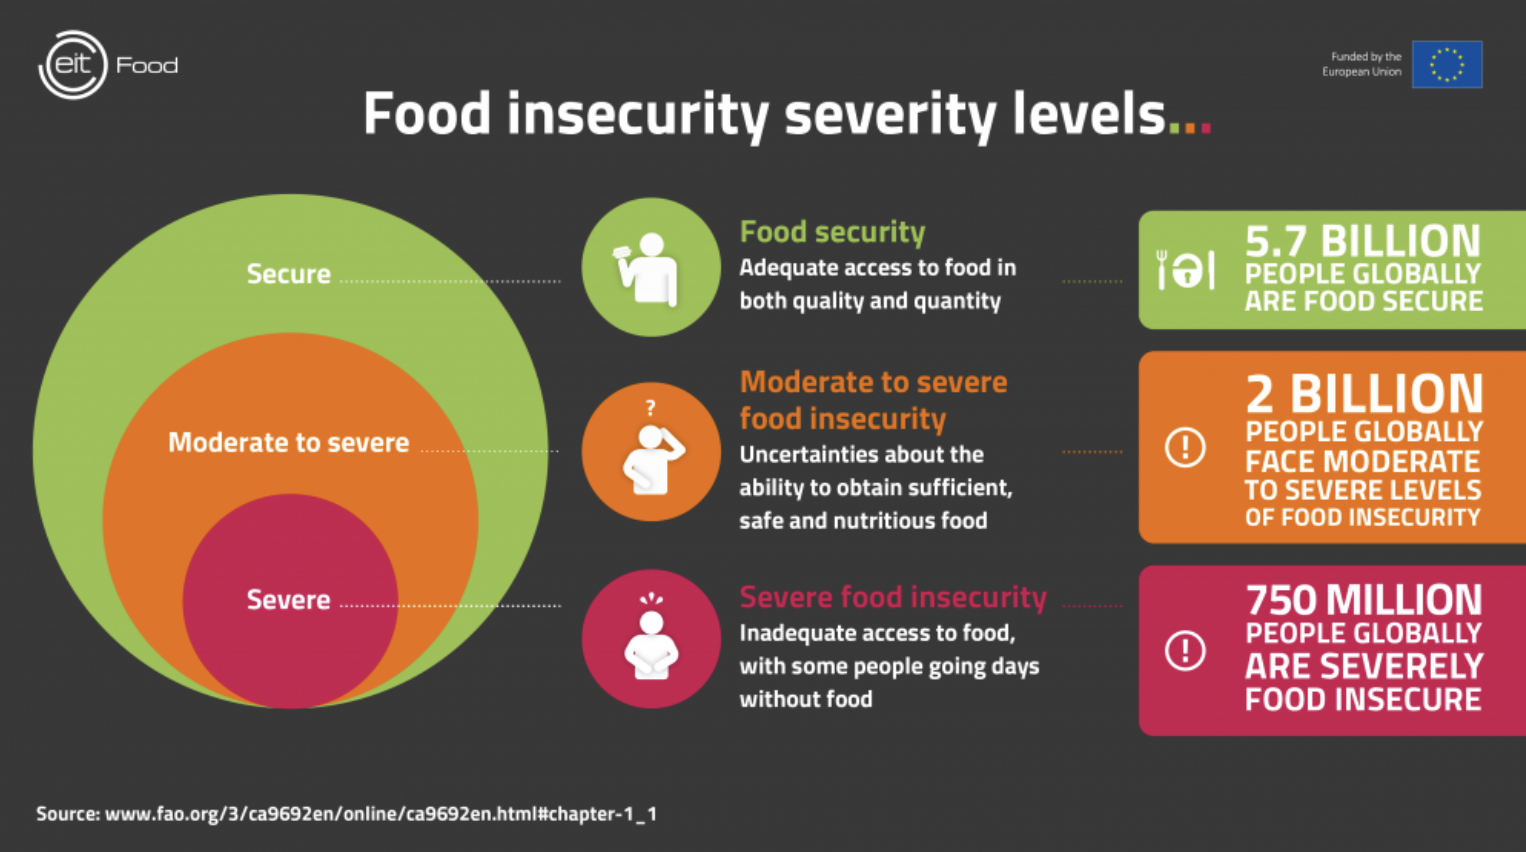 eit Food
Funded by the
European Union
Food insecurity severity levels...
Secure
Moderate to severe
Severe
Food security
Adequate access to food in
both quality and quantity
?
Moderate to severe
food insecurity
Uncertainties about the
ability to obtain sufficient,
safe and nutritious food
Severe food insecurity
Inadequate access to food,
with some people going days
without food
5.7 BILLION
PEOPLE GLOBALLY
ARE FOOD SECURE
!
2 BILLION
PEOPLE GLOBALLY
FACE MODERATE
TO SEVERE LEVELS
OF FOOD INSECURITY
!
750 MILLION
PEOPLE GLOBALLY
ARE SEVERELY
FOOD INSECURE
Source: www.fao.org/3/ca9692en/online/ca9692en.html#chapter-1_1